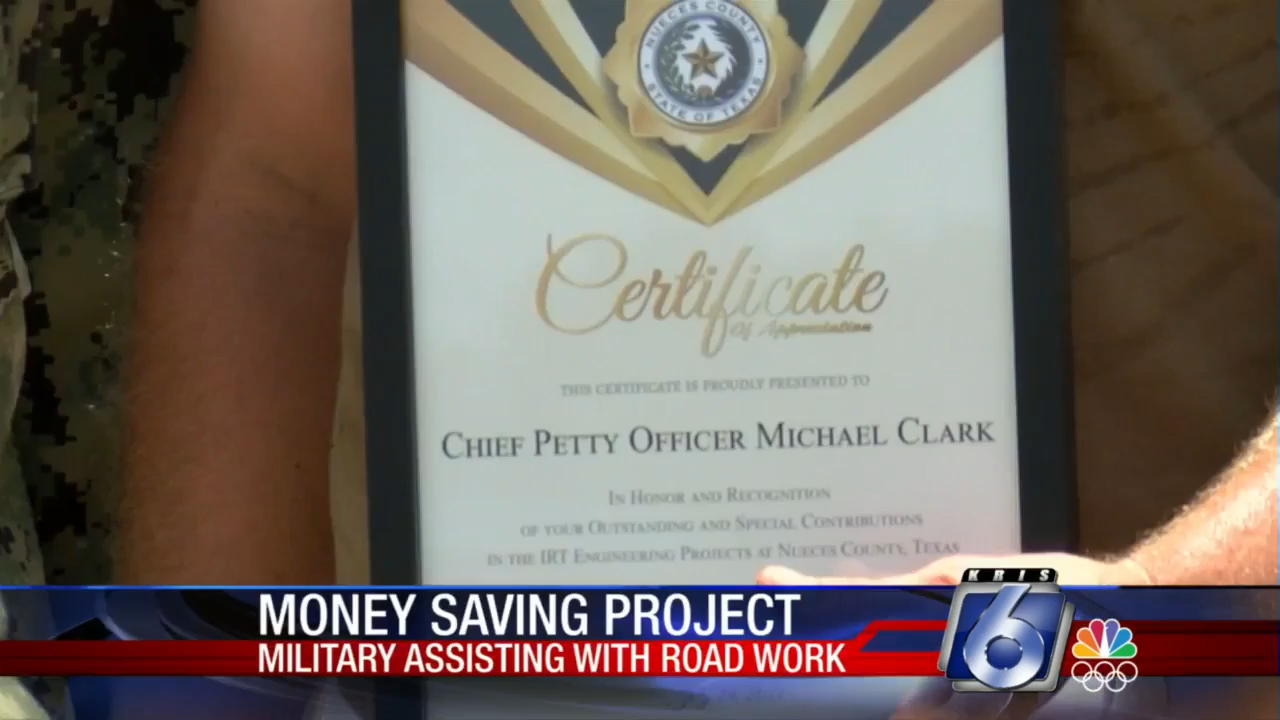 NUECES COUNTY
STATE OF TEXAS
Certificate
Of Appreciation
THIS CERTIFICATE IS PROUDLY PRESENTED TO
CHIEF PETTY OFFICER MICHAEL CLARK
IN HONOR AND RECOGNITION
OF YOUR OUTSTANDING AND SPECIAL CONTRIBUTIONS
IN THE IRT ENGINEERING PROJECTS AT NUECES COUNTY, TEXAS
MONEY SAVING PROJECT
MILITARY ASSISTING WITH ROAD WORK
KRIS
6